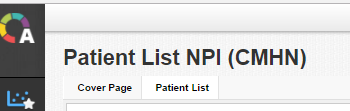 A
Patient List NPI (CMHN)
Cover Page Patient List